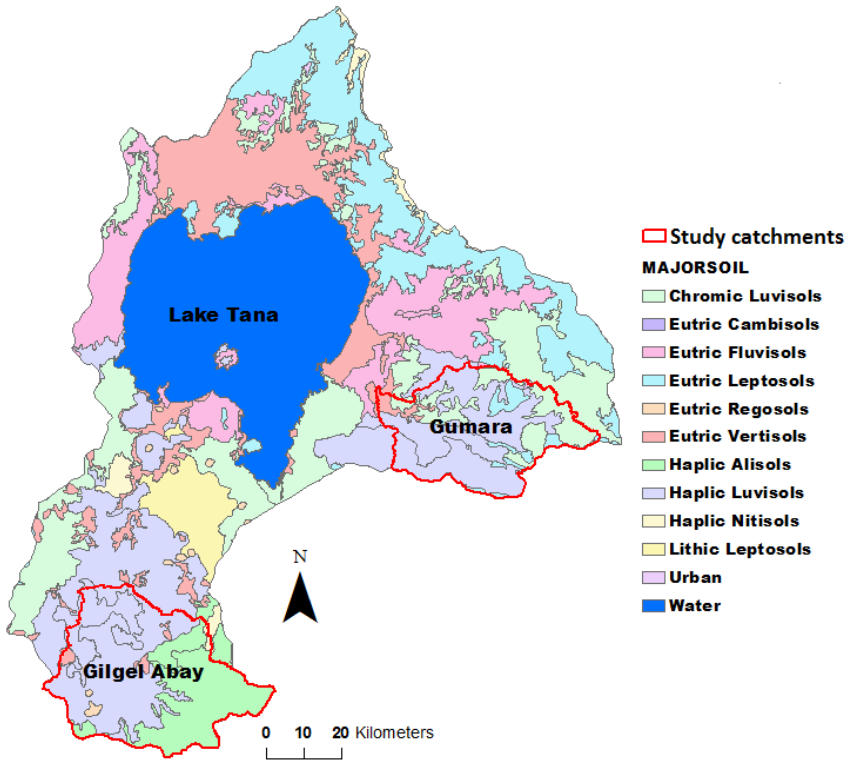 Study catchments
MAJORSOIL
Chromic Luvisols
Eutric Cambisols
Eutric Fluvisols
Eutric Leptosols
Eutric Regosols
Eutric Vertisols
Haplic Alisols
Haplic Luvisols
Haplic Nitisols
Lithic Leptosols
Urban
Water
Lake Tana
Gumara
N
Gilgel Abay
0 10 20 Kilometers